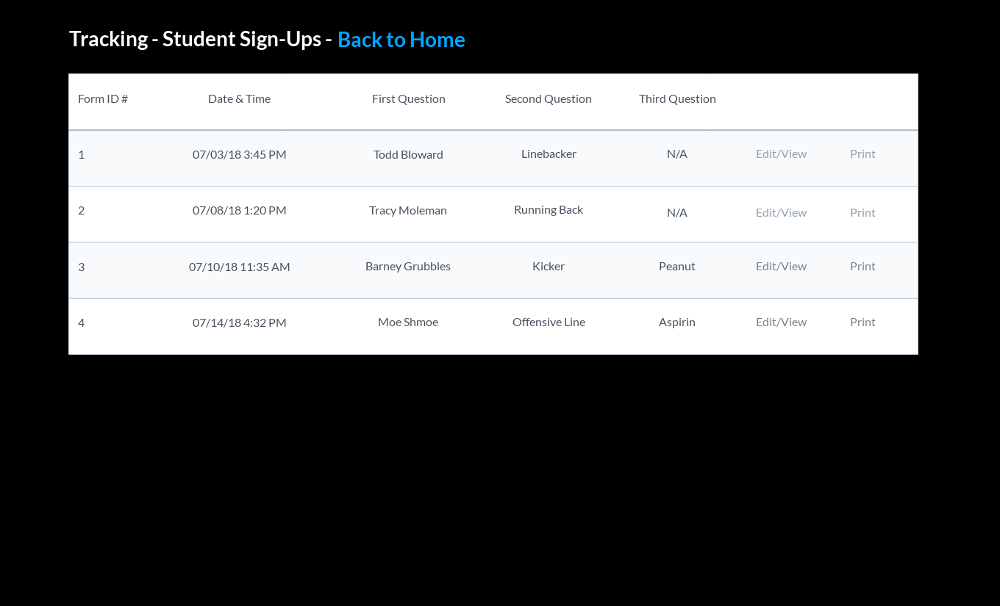 Tracking - Student Sign-Ups - Back to Home
Form ID # Date & Time First Question Second Question Third Question
1 07/03/18 3:45 PM Todd Bloward Linebacker N/A Edit/View Print
2 07/08/18 1:20 PM Tracy Moleman Running Back N/A Edit/View Print
3 07/10/18 11:35 AM Barney Grubbles Kicker Peanut Edit/View Print
4 07/14/18 4:32 PM Moe Shmoe Offensive Line Aspirin Edit/View Print